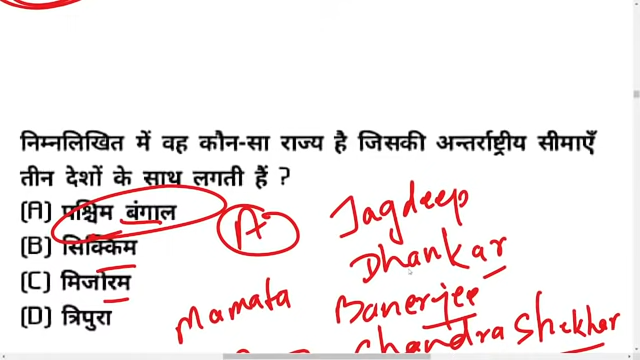 निम्नलिखित में वह कौन-सा राज्य है जिसकी अन्तर्राष्ट्रीय सीमाएँ
तीन देशों के साथ लगती हैं ?
(A) पश्चिम बंगाल
(B) सिक्किम
(C) मिजोरम
(D) त्रिपुरा
A
Jagdeep
Dhankar
Mamata
Banerjee
Chandra Shekhar